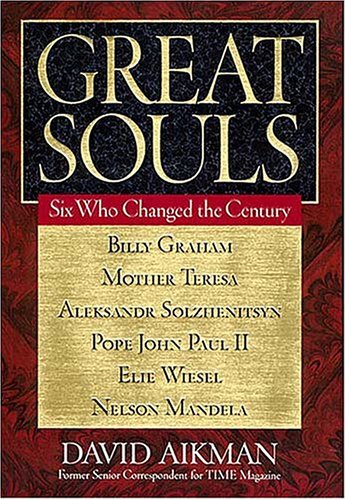 GREAT
SOULS
Six Who Changed the Century
BILLY GRAHAM
MOTHER TERESA
ALEKSANDR SOLZHENITSYN
POPE JOHN PAUL II
ELIE WIESEL
NELSON MANDELA
DAVID AIKMAN
Former Senior Correspondent for TIME Magazine